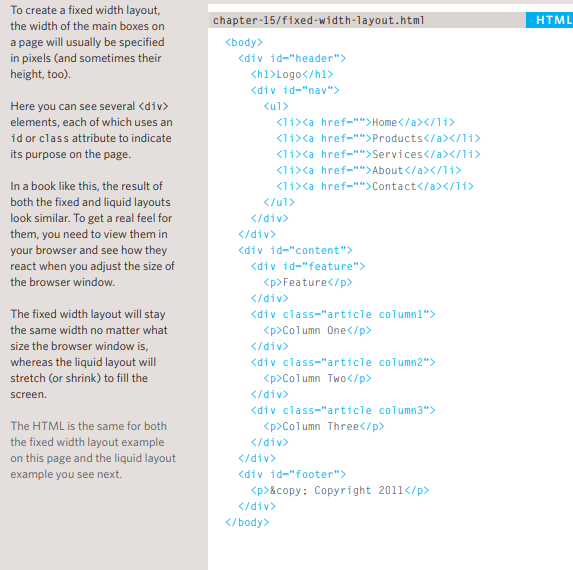 To create a fixed width layout,
the width of the main boxes on
a page will usually be specified
in pixels (and sometimes their
height, too).
Here you can see several <div>
elements, each of which uses an
id or class attribute to indicate
its purpose on the page.
In a book like this, the result of
both the fixed and liquid layouts
look similar. To get a real feel for
them, you need to view them in
your browser and see how they
react when you adjust the size of
the browser window.
The fixed width layout will stay
the same width no matter what
size the browser window is,
whereas the liquid layout will
stretch (or shrink) to fill the
screen.
The HTML is the same for both
the fixed width layout example
on this page and the liquid layout
example you see next.
chapter-15/fixed-width-layout.html HTML
<body>
  <div id="header">
    <h1>Logo</h1>
    <div id="nav">
      <ul>
        <li><a href="">Home</a></li>
        <li><a href="">Products</a></li>
        <li><a href="">Services</a></li>
        <li><a href="">About</a></li>
        <li><a href="">Contact</a></li>
      </ul>
    </div>
  </div>
  <div id="content">
    <div id="feature">
      <p>Feature</p>
    </div>
    <div class="article column1">
      <p>Column One</p>
    </div>
    <div class="article column2">
      <p>Column Two</p>
    </div>
    <div class="article column3">
      <p>Column Three</p>
    </div>
  </div>
  <div id="footer">
    <p>&copy; Copyright 2011</p>
  </div>
</body>